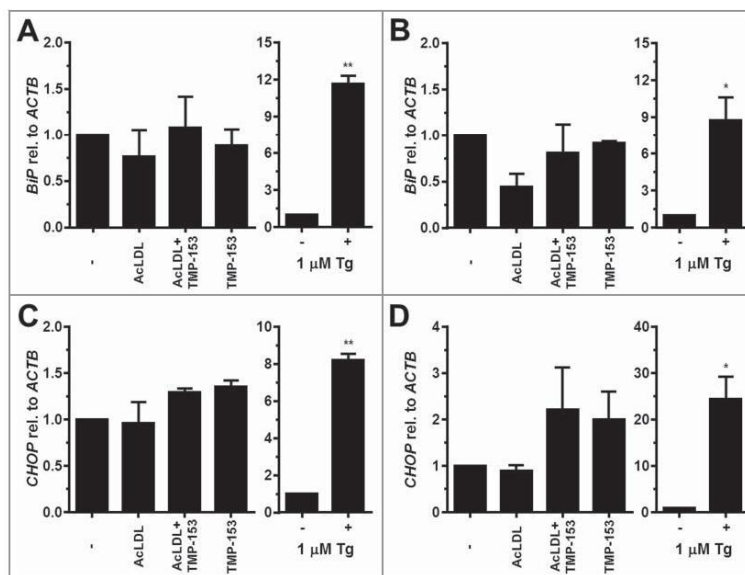 A
BiP rel. to ACTB
2.0
1.5
1.0
0.5
0.0
-
AcLDL
AcLDL+
TMP-153
TMP-153
15
12
9
6
3
0
**
- +
1 μM Tg
B
BiP rel. to ACTB
2.0
1.5
1.0
0.5
0.0
-
AcLDL
AcLDL+
TMP-153
TMP-153
15
12
9
6
3
0
*
- +
1 μM Tg
C
CHOP rel. to ACTB
2.0
1.5
1.0
0.5
0.0
-
AcLDL
AcLDL+
TMP-153
TMP-153
10
8
6
4
2
0
**
- +
1 μM Tg
D
CHOP rel. to ACTB
4
3
2
1
0
-
AcLDL
AcLDL+
TMP-153
TMP-153
40
30
20
10
0
*
- +
1 μM Tg